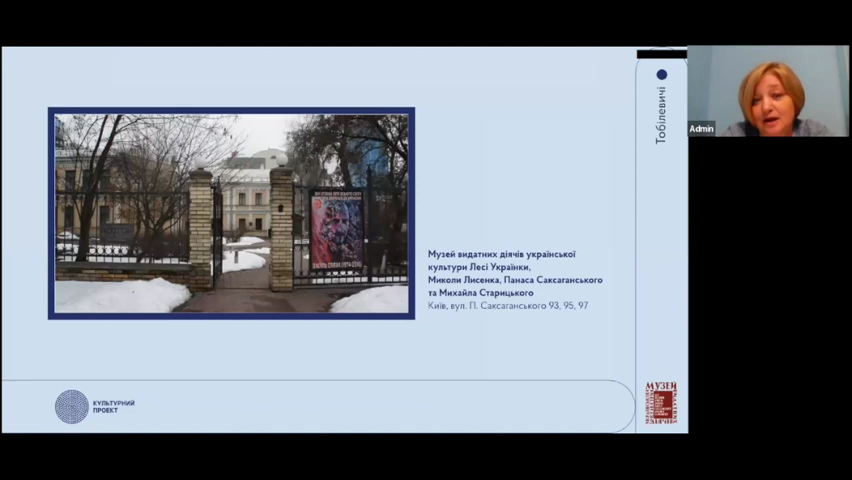 Тобілевичі
Admin
Музей видатних діячів української
культури Лесі Українки,
Миколи Лисенка, Панаса Саксаганського
та Михайла Старицького
Київ, вул. П. Саксаганського 93, 95, 97
КУЛЬТУРНИЙ
ПРОЕКТ
МУЗЕЙ